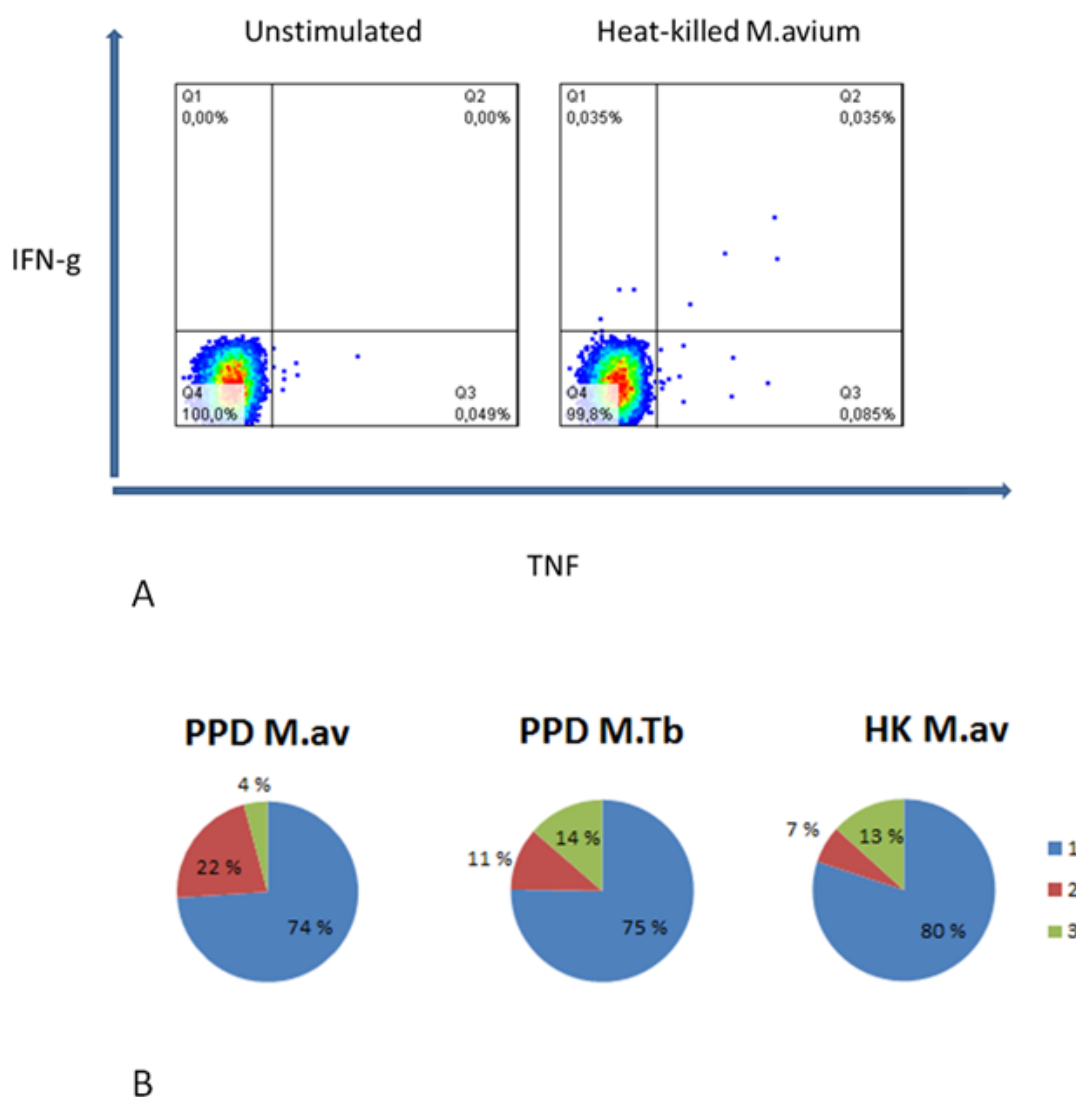 Unstimulated
Heat-killed M.avium
Q1
0,00%
Q2
0,00%
Q1
0,035%
Q2
0,035%
IFN-g
Q4
100,0%
Q3
0,049%
Q4
99,8%
Q3
0,085%
TNF
A
PPD M.av
PPD M.Tb
HK M.av
4 %
22 %
74 %
14 %
11 %
75 %
7 %
13 %
80 %
1
2
3
B